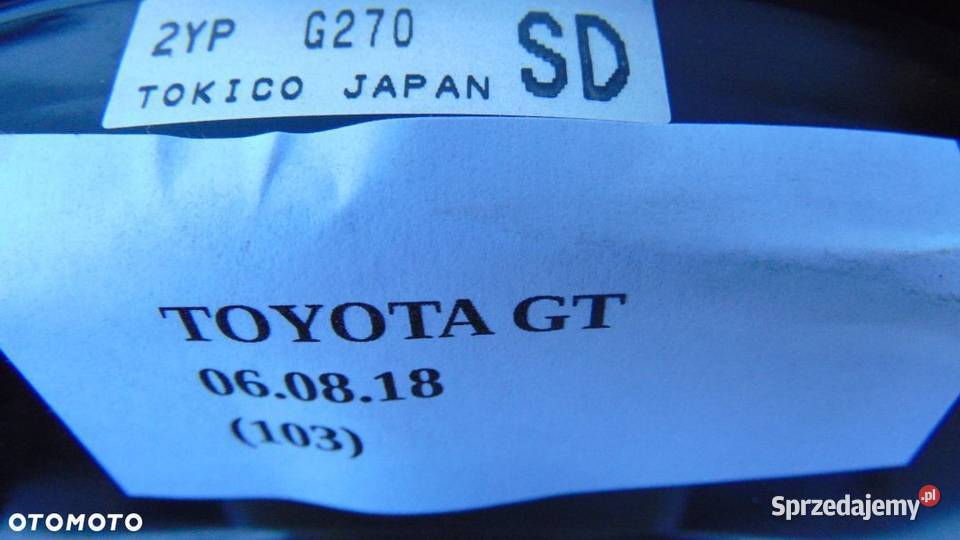 2YP G270 SD
TOKICO JAPAN
TOYOTA GT
06.08.18
(103)
OTOMOTO
Sprzedajemy.pl